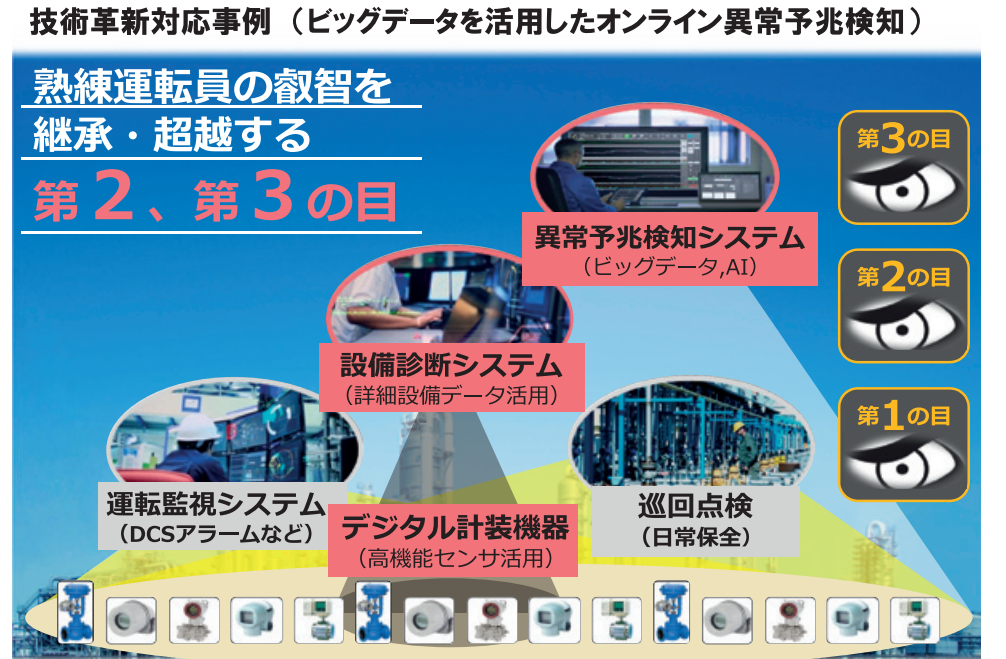 技術革新対応事例（ビッグデータを活用したオンライン異常予兆検知）
熟練運転員の叡智を
継承・超越する
第2、第3の目
異常予兆検知システム
（ビッグデータ,AI）
設備診断システム
（詳細設備データ活用）
運転監視システム
（DCSアラームなど）
デジタル計装機器
（高機能センサ活用）
巡回点検
（日常保全）
第3の目
第2の目
第1の目